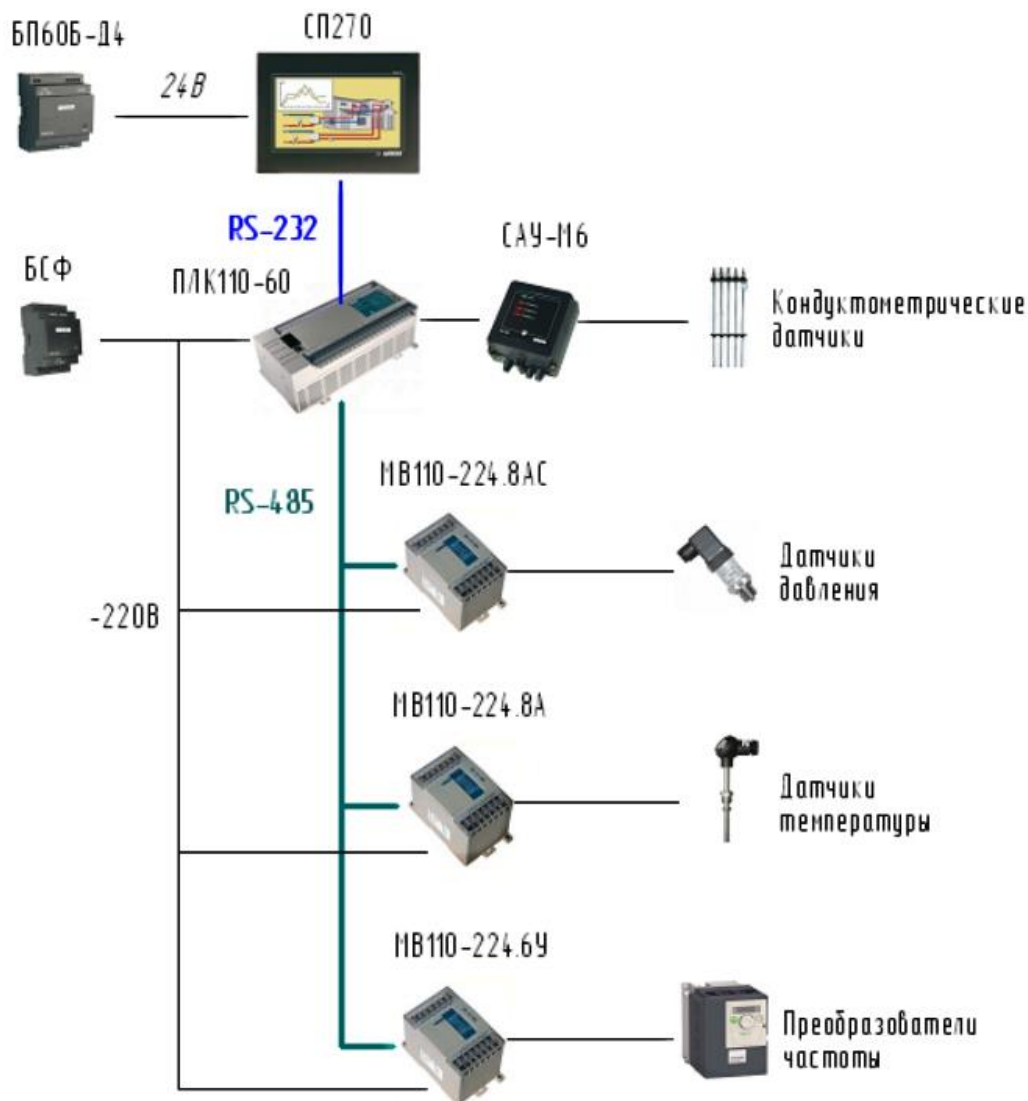 БП60Б-Д4
СП270
24В
RS-232
САУ-М6
БСФ
ПЛК110-60
Кондуктометрические
датчики
МВ110-224.8АС
RS-485
Датчики
давления
~220В
МВ110-224.8А
Датчики
температуры
МВ110-224.6У
Преобразователи
частоты